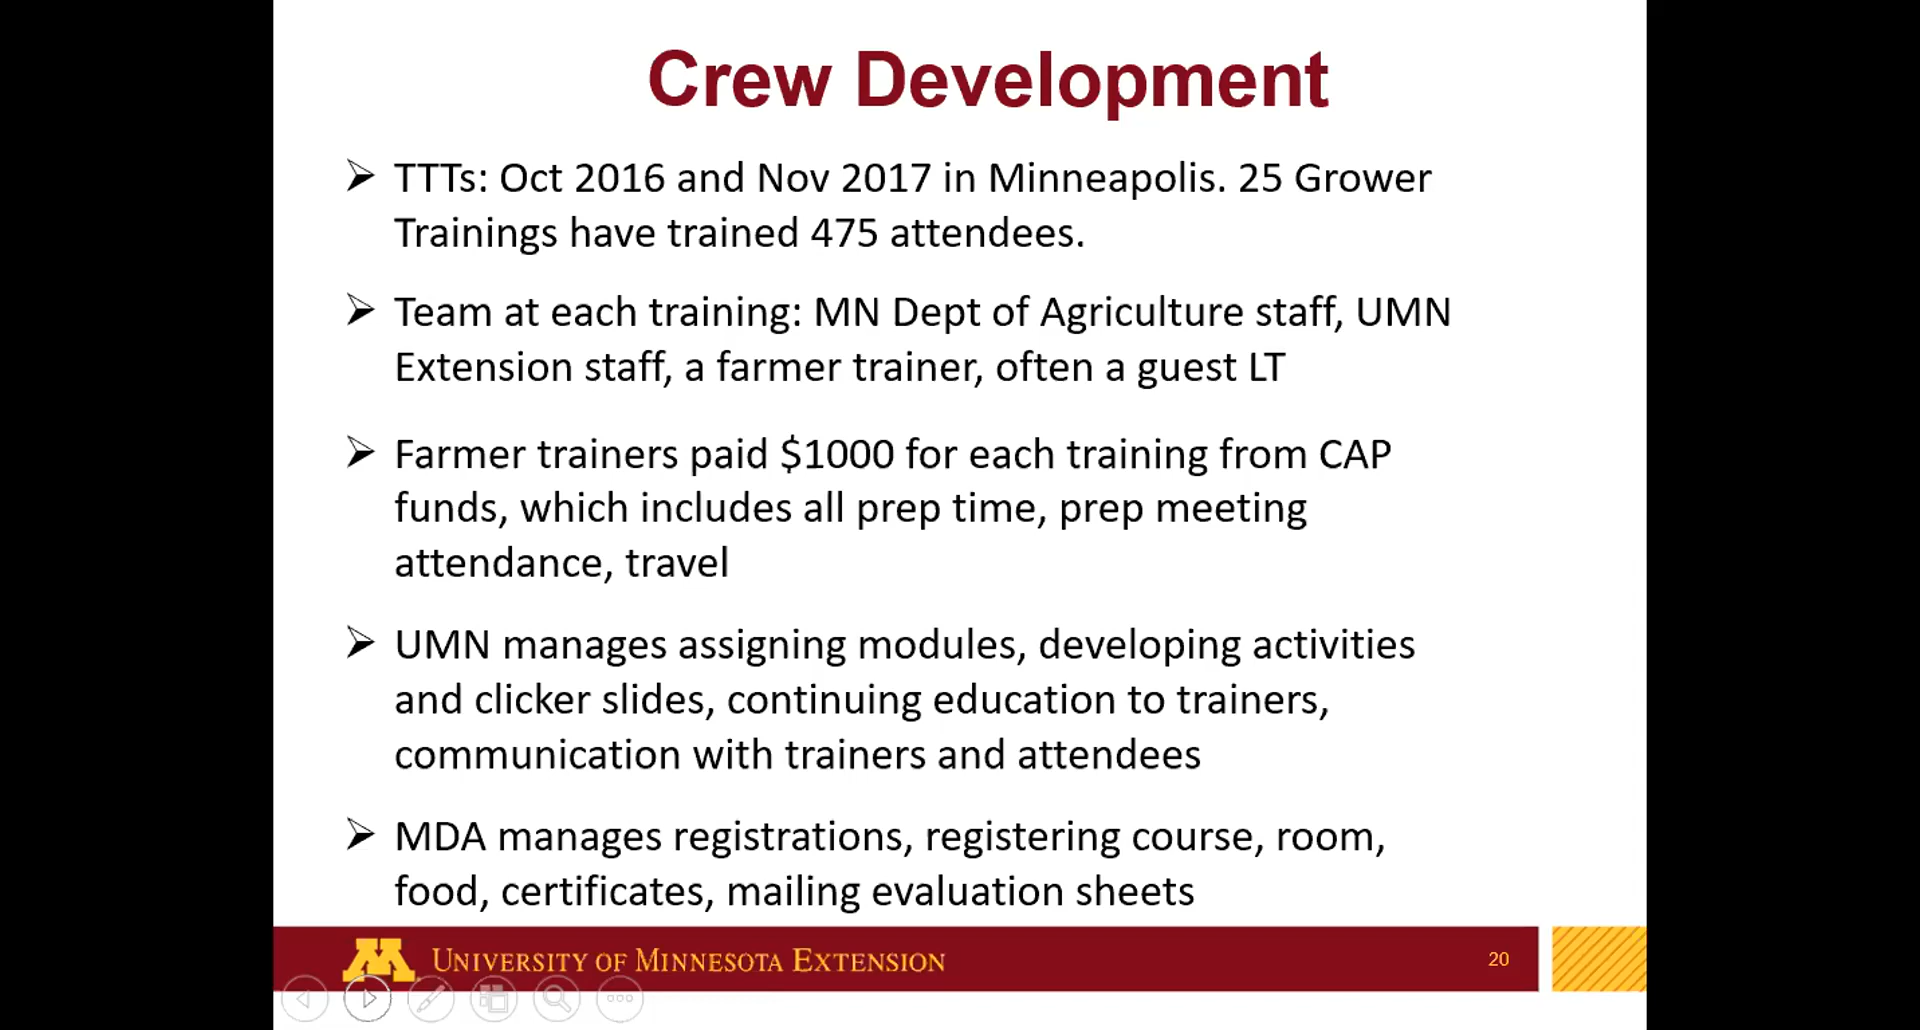 Crew Development
➢ TTTs: Oct 2016 and Nov 2017 in Minneapolis. 25 Grower
Trainings have trained 475 attendees.
➢ Team at each training: MN Dept of Agriculture staff, UMN
Extension staff, a farmer trainer, often a guest LT
➢ Farmer trainers paid $1000 for each training from CAP
funds, which includes all prep time, prep meeting
attendance, travel
➢ UMN manages assigning modules, developing activities
and clicker slides, continuing education to trainers,
communication with trainers and attendees
➢ MDA manages registrations, registering course, room,
food, certificates, mailing evaluation sheets
M University of Minnesota Extension
20